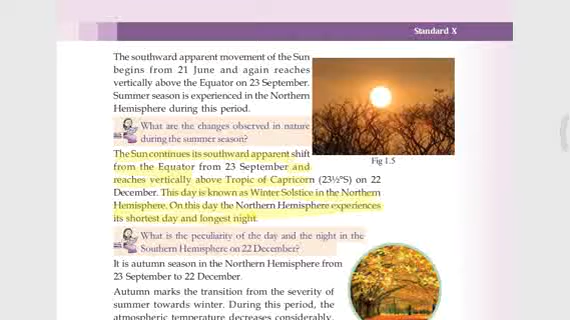 Standard X
The southward apparent movement of the Sun
begins from 21 June and again reaches
vertically above the Equator on 23 September.
Summer season is experienced in the Northern
Hemisphere during this period.
What are the changes observed in nature
during the summer season?
Fig 1.5
The Sun continues its southward apparent shift
from the Equator from 23 September and
reaches vertically above Tropic of Capricorn (23½°S) on 22
December. This day is known as Winter Solstice in the Northern
Hemisphere. On this day the Northern Hemisphere experiences
its shortest day and longest night.
What is the peculiarity of the day and the night in the
Southern Hemisphere on 22 December?
It is autumn season in the Northern Hemisphere from
23 September to 22 December.
Autumn marks the transition from the severity of
summer towards winter. During this period, the
atmospheric temperature decreases considerably.